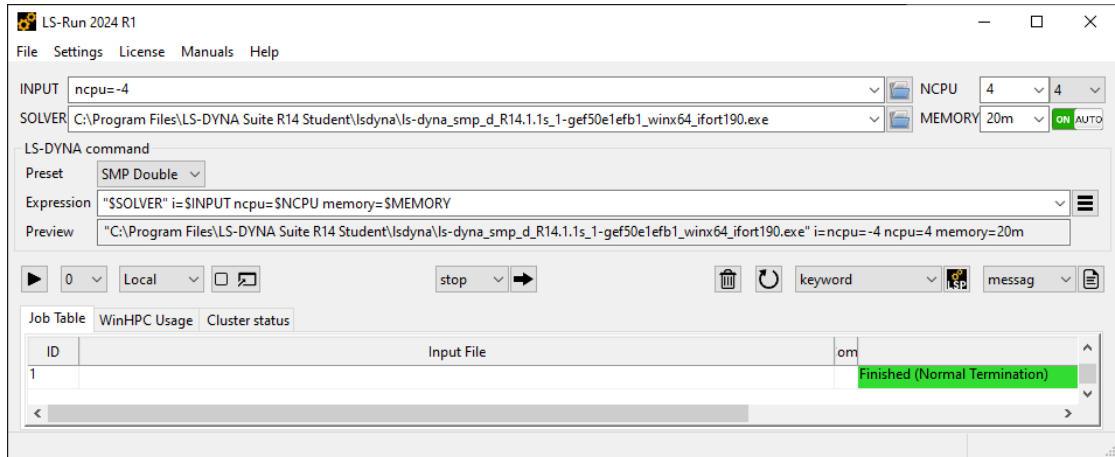 LS-Run 2024 R1
File Settings License Manuals Help
INPUT ncpu=-4 NCPU 4 4
SOLVER C:\Program Files\LS-DYNA Suite R14 Student\lsdyna\ls-dyna_smp_d_R14.1.1s_1-gef50e1efb1_winx64_ifort190.exe MEMORY 20m ON AUTO
LS-DYNA command
Preset SMP Double
Expression "$SOLVER" i=$INPUT ncpu=$NCPU memory=$MEMORY
Preview "C:\Program Files\LS-DYNA Suite R14 Student\lsdyna\ls-dyna_smp_d_R14.1.1s_1-gef50e1efb1_winx64_ifort190.exe" i=ncpu=-4 ncpu=4 memory=20m
0 Local stop keyword LSP messag
Job Table WinHPC Usage Cluster status
ID Input File om
1 Finished (Normal Termination)